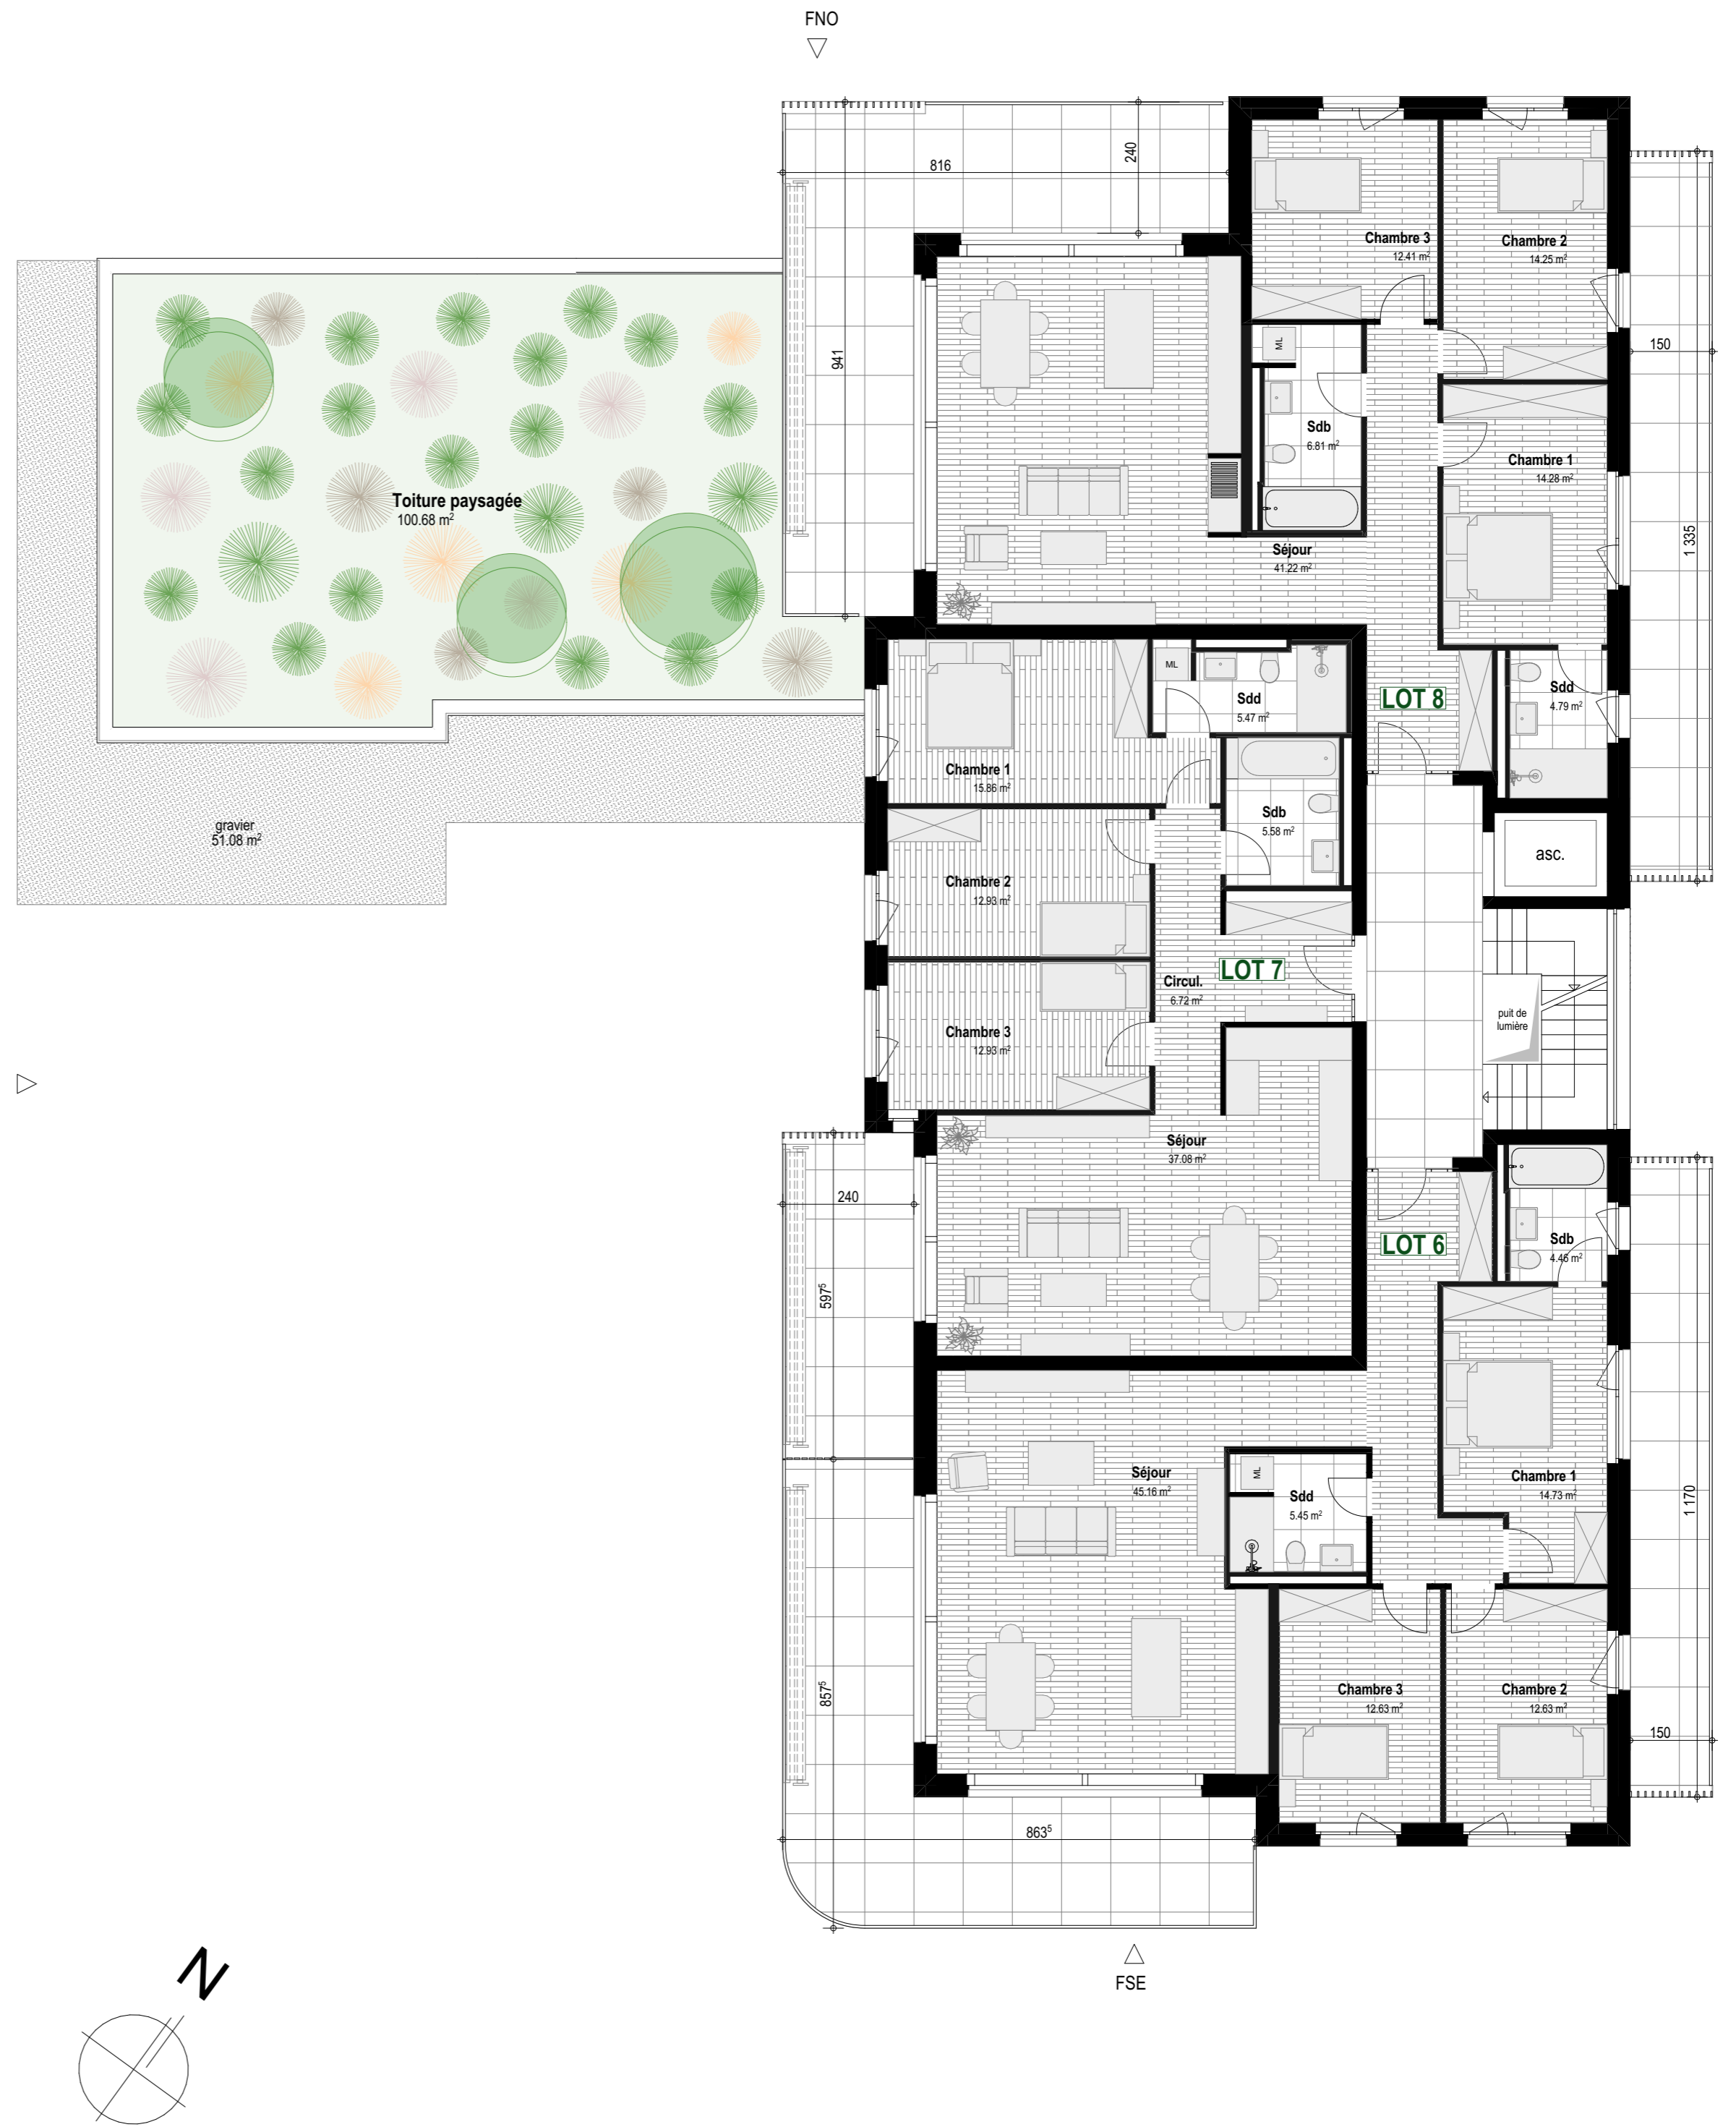 FNO
816
240
941
Chambre 3
12.41 m²
Chambre 2
14.25 m²
150
ML
Sdb
6.81 m²
Chambre 1
14.28 m²
Toiture paysagée
100.68 m²
Séjour
41.22 m²
1 335
ML
Sdd
5.47 m²
LOT 8
Sdd
4.79 m²
Chambre 1
15.86 m²
gravier
51.08 m²
Sdb
5.58 m²
asc.
Chambre 2
12.93 m²
LOT 7
Circul.
6.72 m²
puit de
lumière
Chambre 3
12.93 m²
Séjour
37.08 m²
240
597⁵
LOT 6
Sdb
4.46 m²
Séjour
45.16 m²
ML
Sdd
5.45 m²
Chambre 1
14.73 m²
1 170
857⁵
Chambre 3
12.63 m²
Chambre 2
12.63 m²
150
863⁵
FSE
N